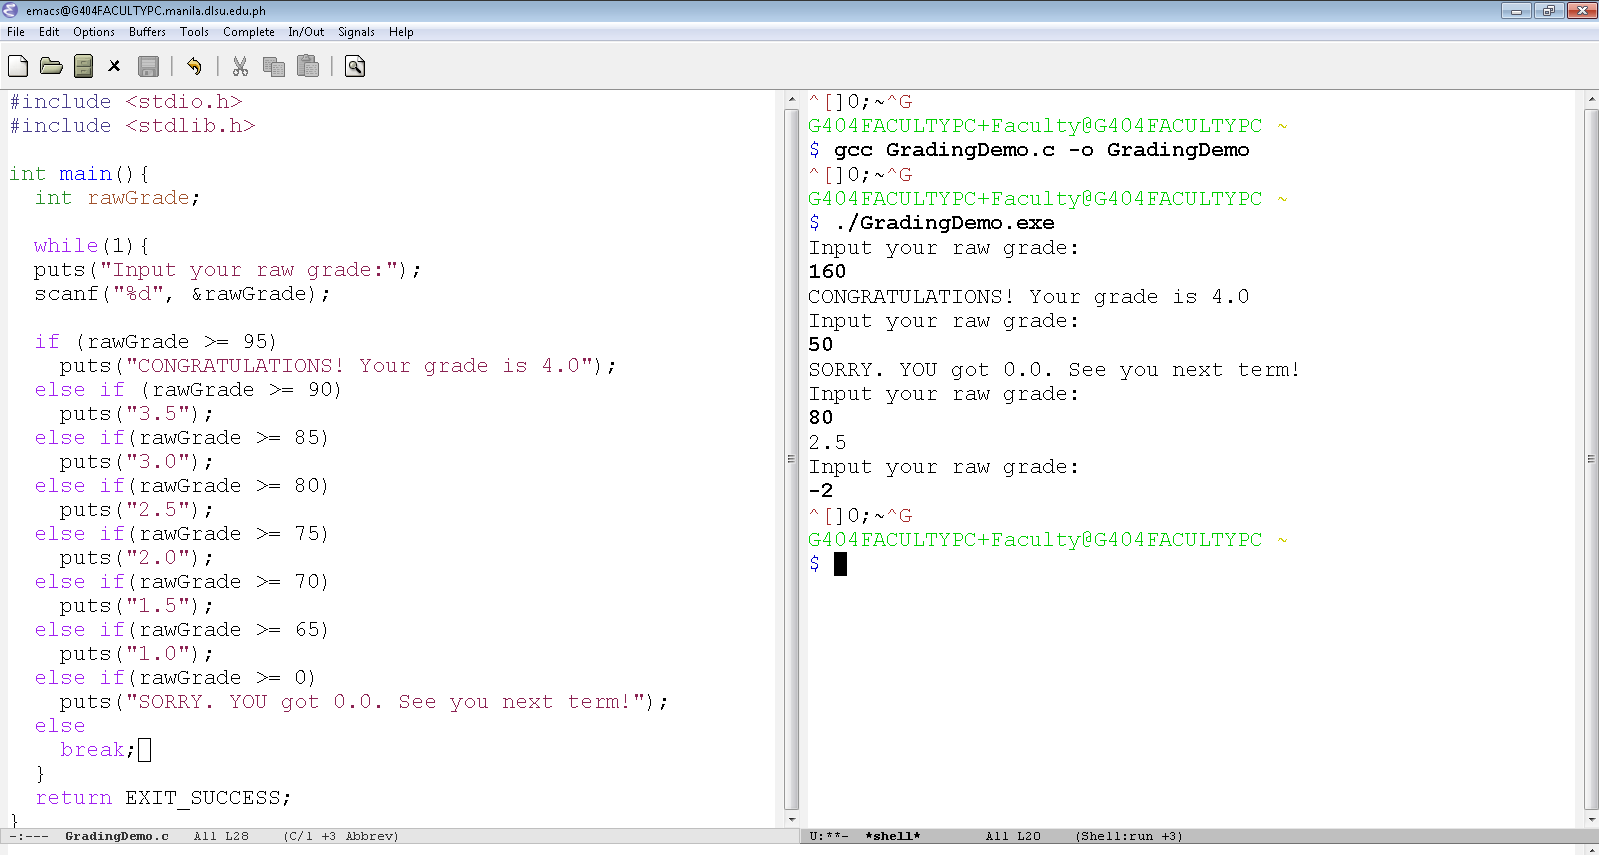 emacs@G404FACULTYPC.manila.dlsu.edu.ph
File Edit Options Buffers Tools Complete In/Out Signals Help
#include <stdio.h>
#include <stdlib.h>
int main(){
int rawGrade;
while(1){
puts("Input your raw grade:");
scanf("%d", &rawGrade);
if (rawGrade >= 95)
puts("CONGRATULATIONS! Your grade is 4.0");
else if (rawGrade >= 90)
puts("3.5");
else if(rawGrade >= 85)
puts("3.0");
else if(rawGrade >= 80)
puts("2.5");
else if(rawGrade >= 75)
puts("2.0");
else if(rawGrade >= 70)
puts("1.5");
else if(rawGrade >= 65)
puts("1.0");
else if(rawGrade >= 0)
puts("SORRY. YOU got 0.0. See you next term!");
else
break;
}
return EXIT_SUCCESS;
}
-:--- GradingDemo.c All L28 (C/l +3 Abbrev)
^[]0;~^G
G404FACULTYPC+Faculty@G404FACULTYPC ~
$ gcc GradingDemo.c -o GradingDemo
^[]0;~^G
G404FACULTYPC+Faculty@G404FACULTYPC ~
$ ./GradingDemo.exe
Input your raw grade:
160
CONGRATULATIONS! Your grade is 4.0
Input your raw grade:
50
SORRY. YOU got 0.0. See you next term!
Input your raw grade:
80
2.5
Input your raw grade:
-2
^[]0;~^G
G404FACULTYPC+Faculty@G404FACULTYPC ~
$
U:**- *shell* All L20 (Shell:run +3)